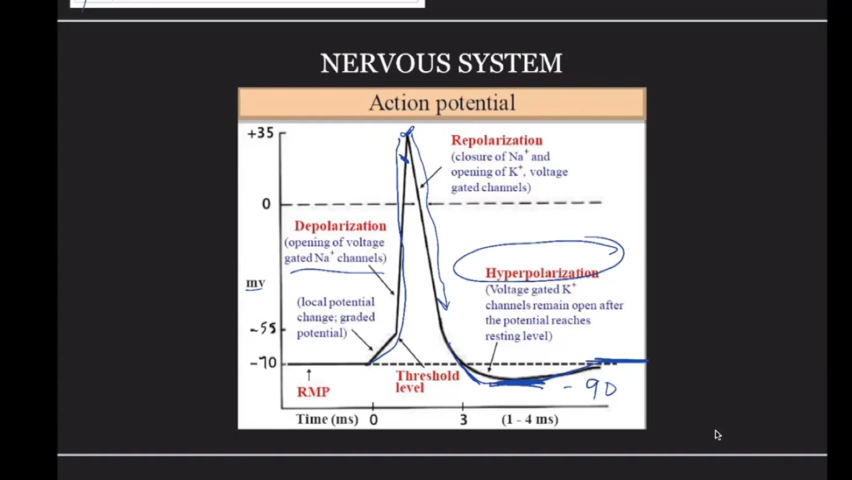 NERVOUS SYSTEM
Action potential
+35
Repolarization
(closure of Na+ and
opening of K+, voltage
gated channels)
0
Depolarization
(opening of voltage
gated Na+ channels)
mv
Hyperpolarization
(Voltage gated K+
channels remain open after
the potential reaches
resting level)
(local potential
change; graded
potential)
-55
-70
Threshold
level
RMP
-90
Time (ms) 0 3 (1 - 4 ms)